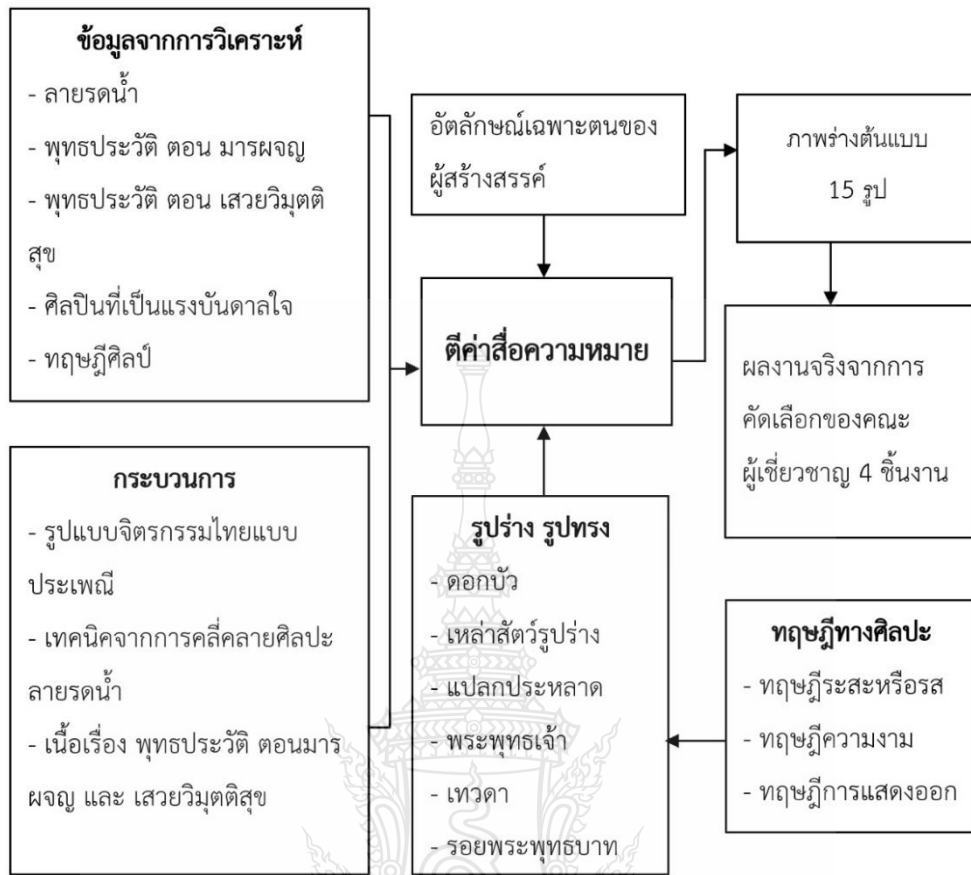 ข้อมูลจากการวิเคราะห์
- ลายรดน้ำ
- พุทธประวัติ ตอน มารผจญ
- พุทธประวัติ ตอน เสวยวิมุตติ
สุข
- ศิลปินที่เป็นแรงบันดาลใจ
- ทฤษฎีศิลป์
กระบวนการ
- รูปแบบจิตรกรรมไทยแบบ
ประเพณี
- เทคนิคจากการคลี่คลายศิลปะ
ลายรดน้ำ
- เนื้อเรื่อง พุทธประวัติ ตอนมาร
ผจญ และ เสวยวิมุตติสุข
อัตลักษณ์เฉพาะตนของ
ผู้สร้างสรรค์
ตีค่าสื่อความหมาย
รูปร่าง รูปทรง
- ดอกบัว
- เหล่าสัตว์รูปร่าง
- แปลกประหลาด
- พระพุทธเจ้า
- เทวดา
- รอยพระพุทธบาท
ภาพร่างต้นแบบ
15 รูป
ผลงานจริงจากการ
คัดเลือกของคณะ
ผู้เชี่ยวชาญ 4 ชิ้นงาน
ทฤษฎีทางศิลปะ
- ทฤษฎีระสะหรือรส
- ทฤษฎีความงาม
- ทฤษฎีการแสดงออก